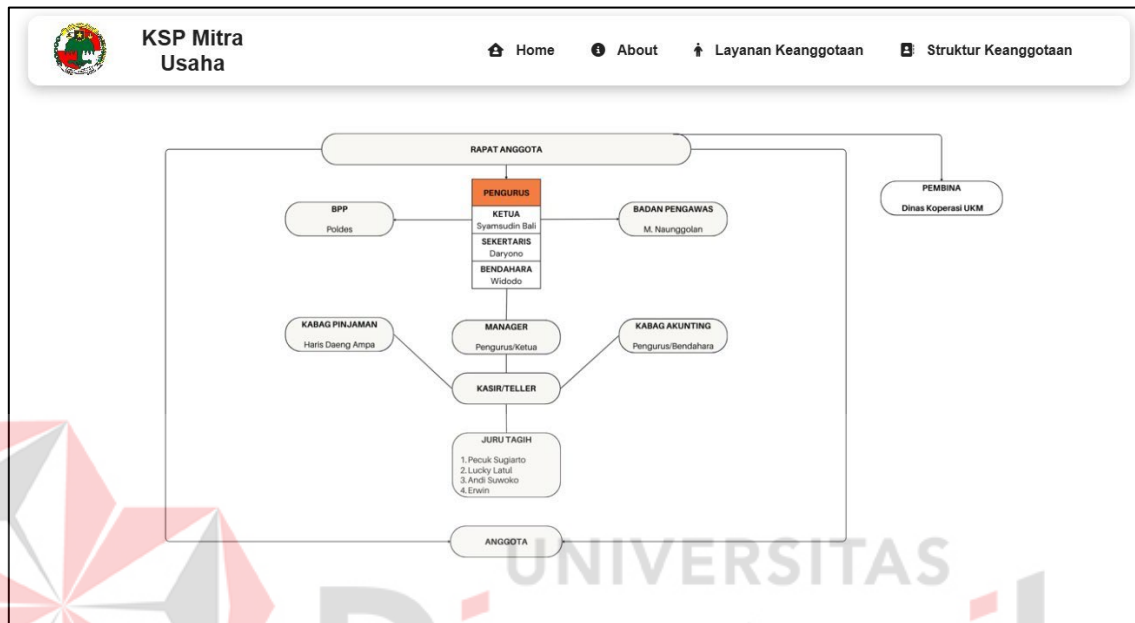 KSP Mitra
Usaha
Home
About
Layanan Keanggotaan
Struktur Keanggotaan
RAPAT ANGGOTA
PEMBINA
Dinas Koperasi UKM
PENGURUS
KETUA
Syamsudin Bali
SEKERTARIS
Daryono
BENDAHARA
Widodo
BPP
Poldes
BADAN PENGAWAS
M. Naunggolan
KABAG PINJAMAN
Haris Daeng Ampa
MANAGER
Pengurus/Ketua
KABAG AKUNTING
Pengurus/Bendahara
KASIR/TELLER
JURU TAGIH
1. Pecuk Sugiarto
2. Lucky Latul
3. Andi Suwoko
4. Erwin
ANGGOTA
UNIVERSITAS